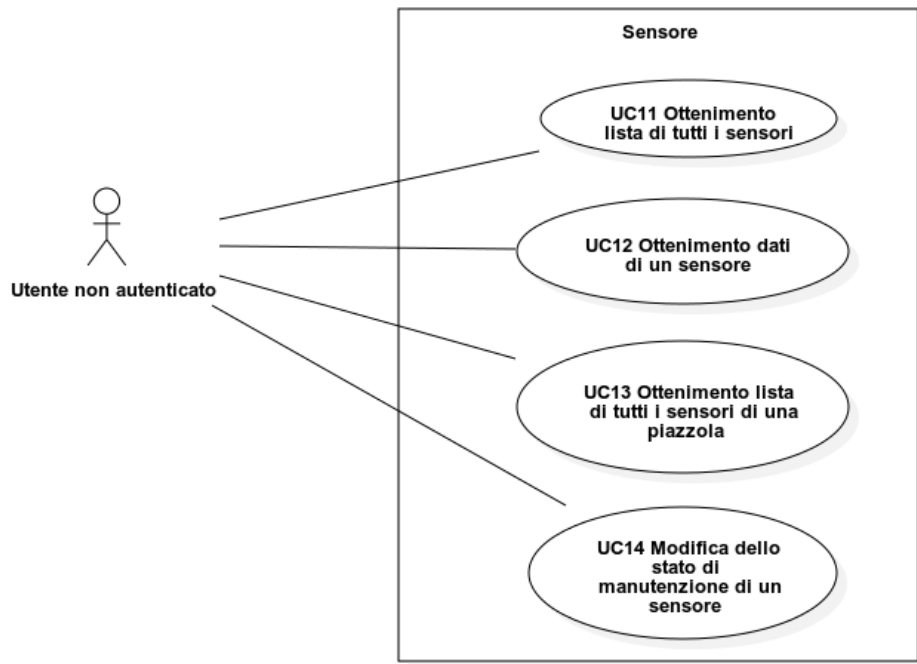 Sensore
UC11 Ottenimento
lista di tutti i sensori
UC12 Ottenimento dati
di un sensore
Utente non autenticato
UC13 Ottenimento lista
di tutti i sensori di una
piazzola
UC14 Modifica dello
stato di
manutenzione di un
sensore